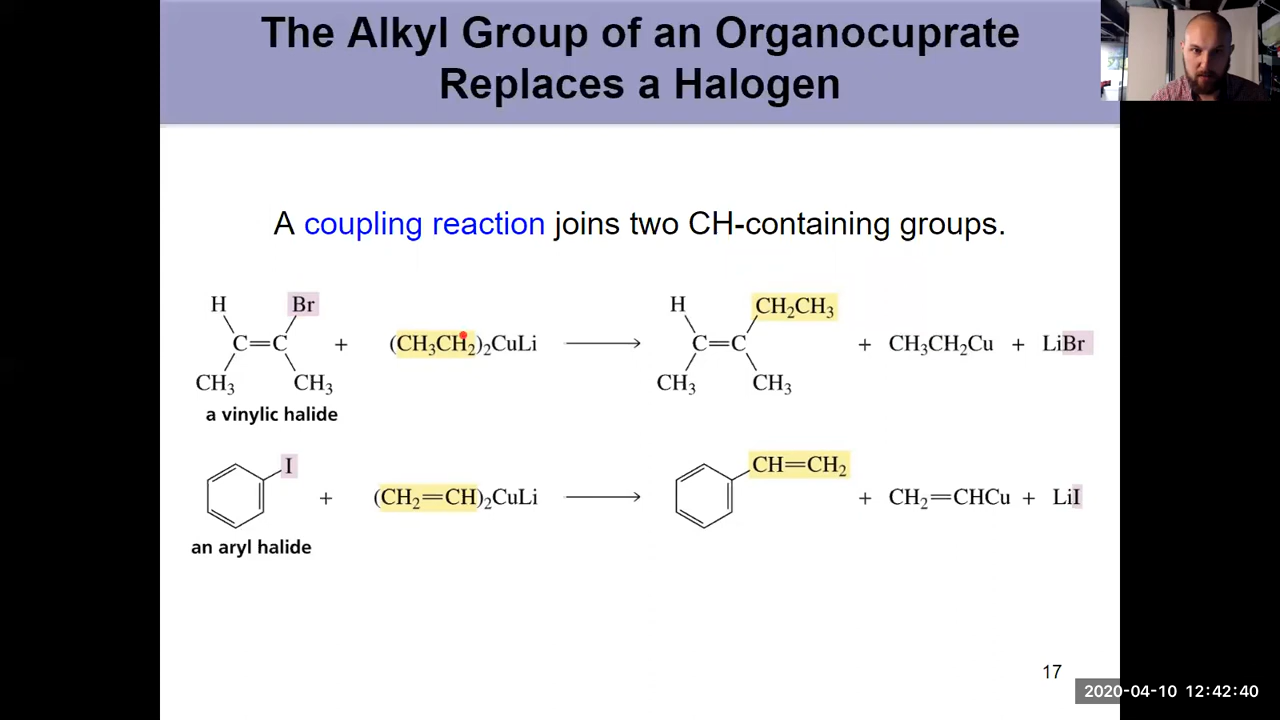 The Alkyl Group of an Organocuprate
Replaces a Halogen
A coupling reaction joins two CH-containing groups.
H Br H CH₂CH₃
C=C + (CH₃CH₂)₂CuLi C=C + CH₃CH₂Cu + LiBr
CH₃ CH₃ CH₃ CH₃
a vinylic halide
I CH=CH₂
+ (CH₂=CH)₂CuLi + CH₂=CHCu + LiI
an aryl halide
17
2020-04-10 12:42:40